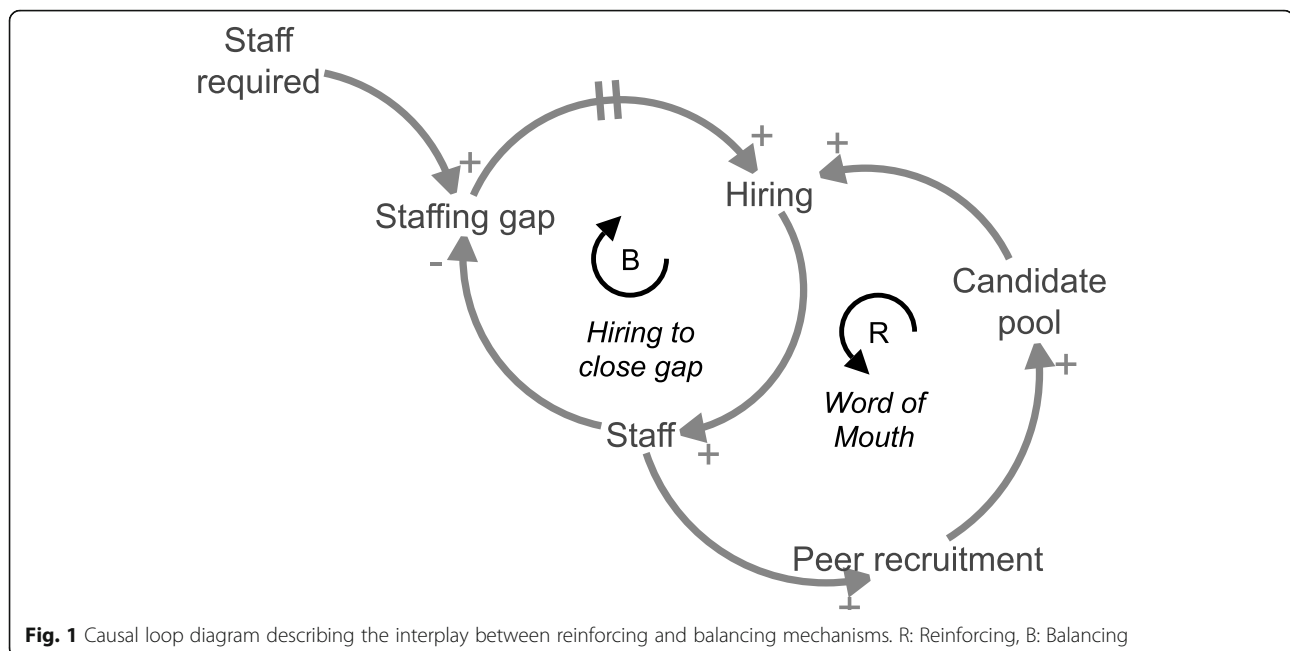 Staff
required
+
Staffing gap
-
+
Hiring
+
B
Hiring to
close gap
Candidate
pool
+
R
Word of
Mouth
Staff
+
Peer recruitment
+
Fig. 1 Causal loop diagram describing the interplay between reinforcing and balancing mechanisms. R: Reinforcing, B: Balancing